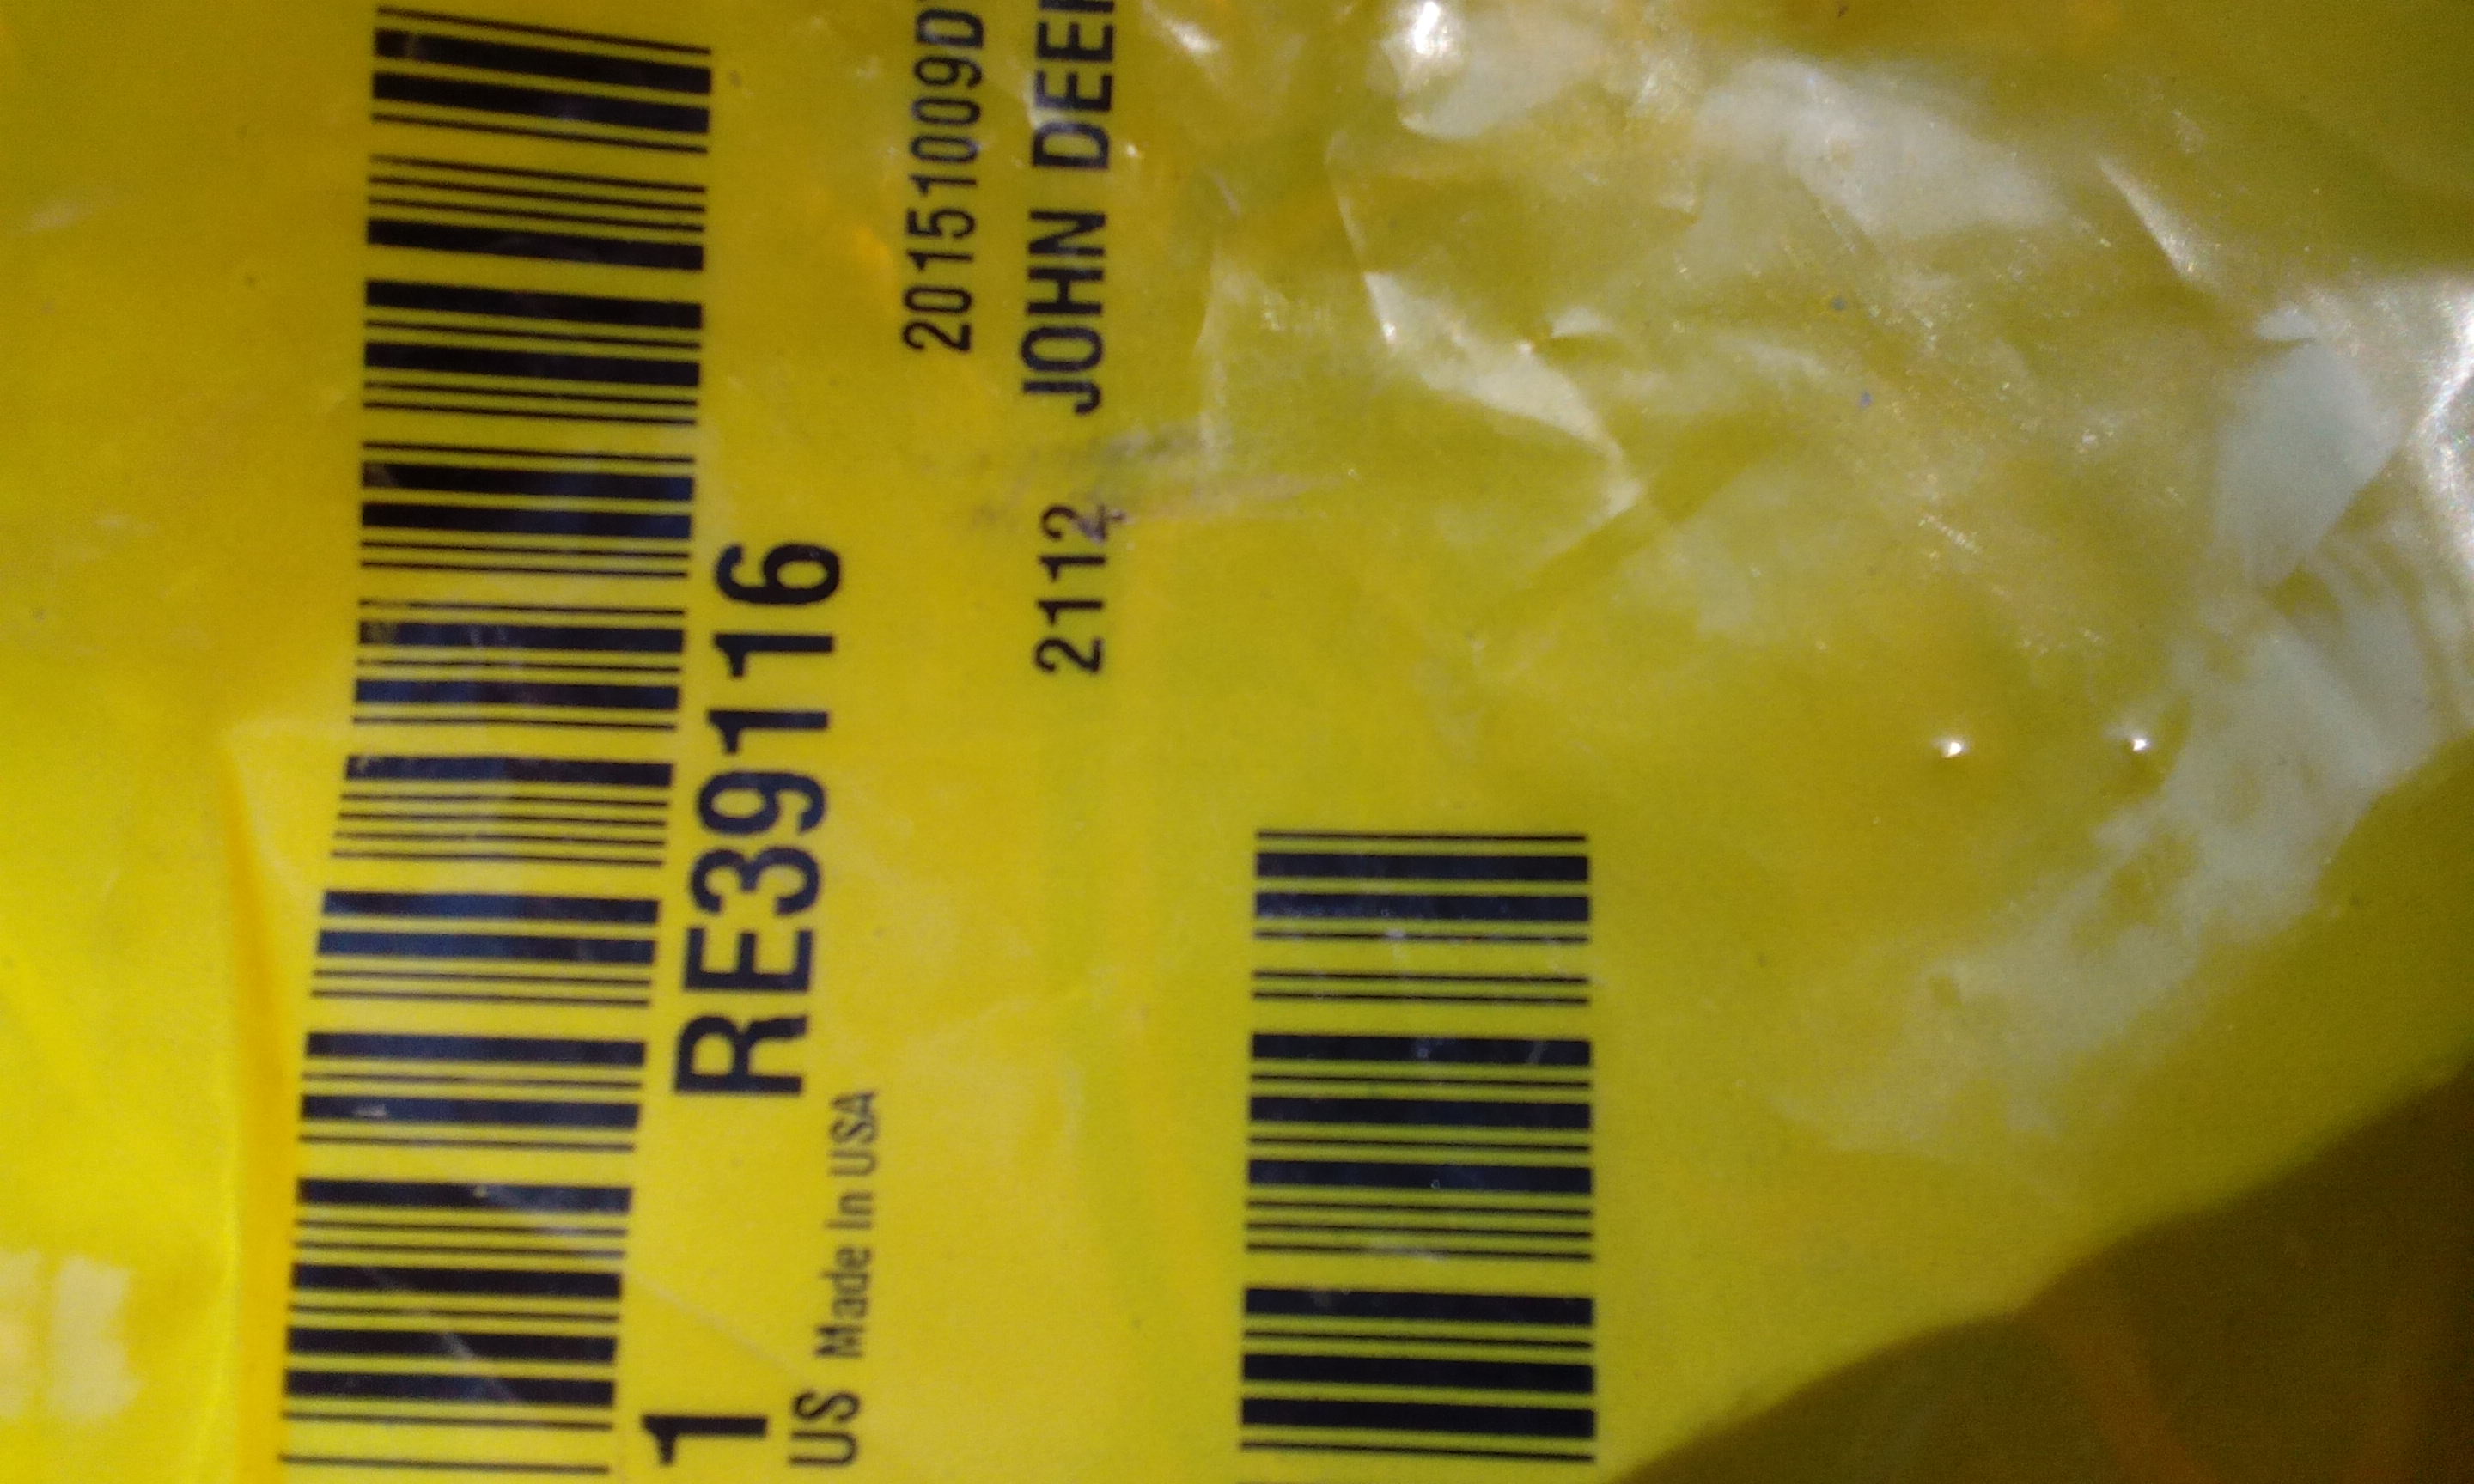 1 RE39116
US Made In USA
20151009D
2112 JOHN DEE